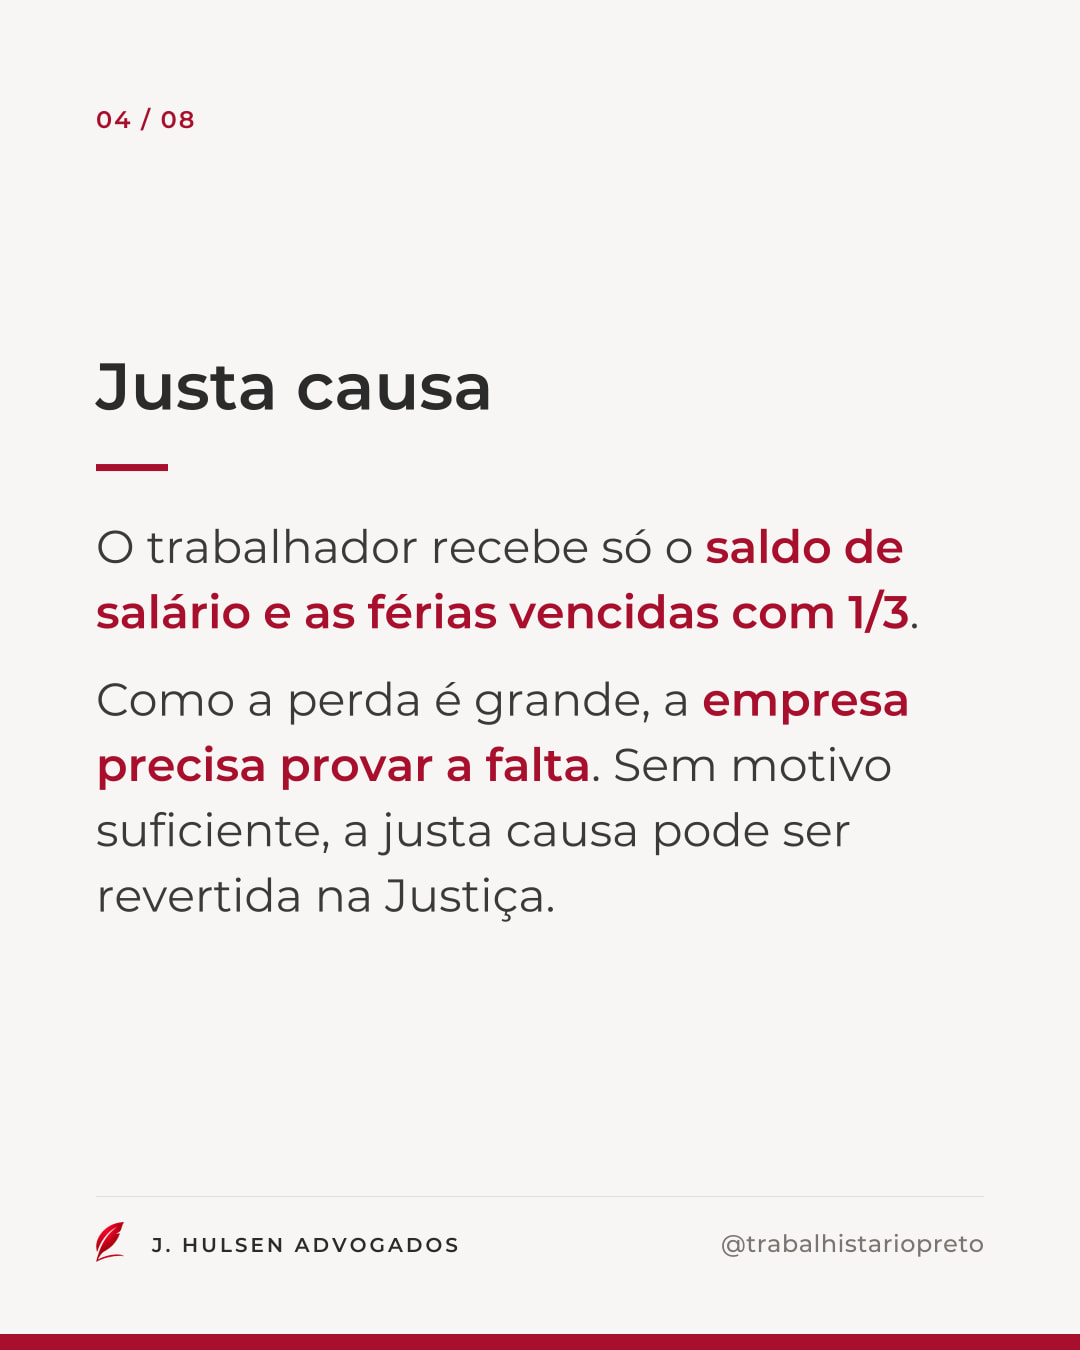 04 / 08
Justa causa
O trabalhador recebe só o saldo de
salário e as férias vencidas com 1/3.
Como a perda é grande, a empresa
precisa provar a falta. Sem motivo
suficiente, a justa causa pode ser
revertida na Justiça.
J. HULSEN ADVOGADOS
@trabalhistariopreto